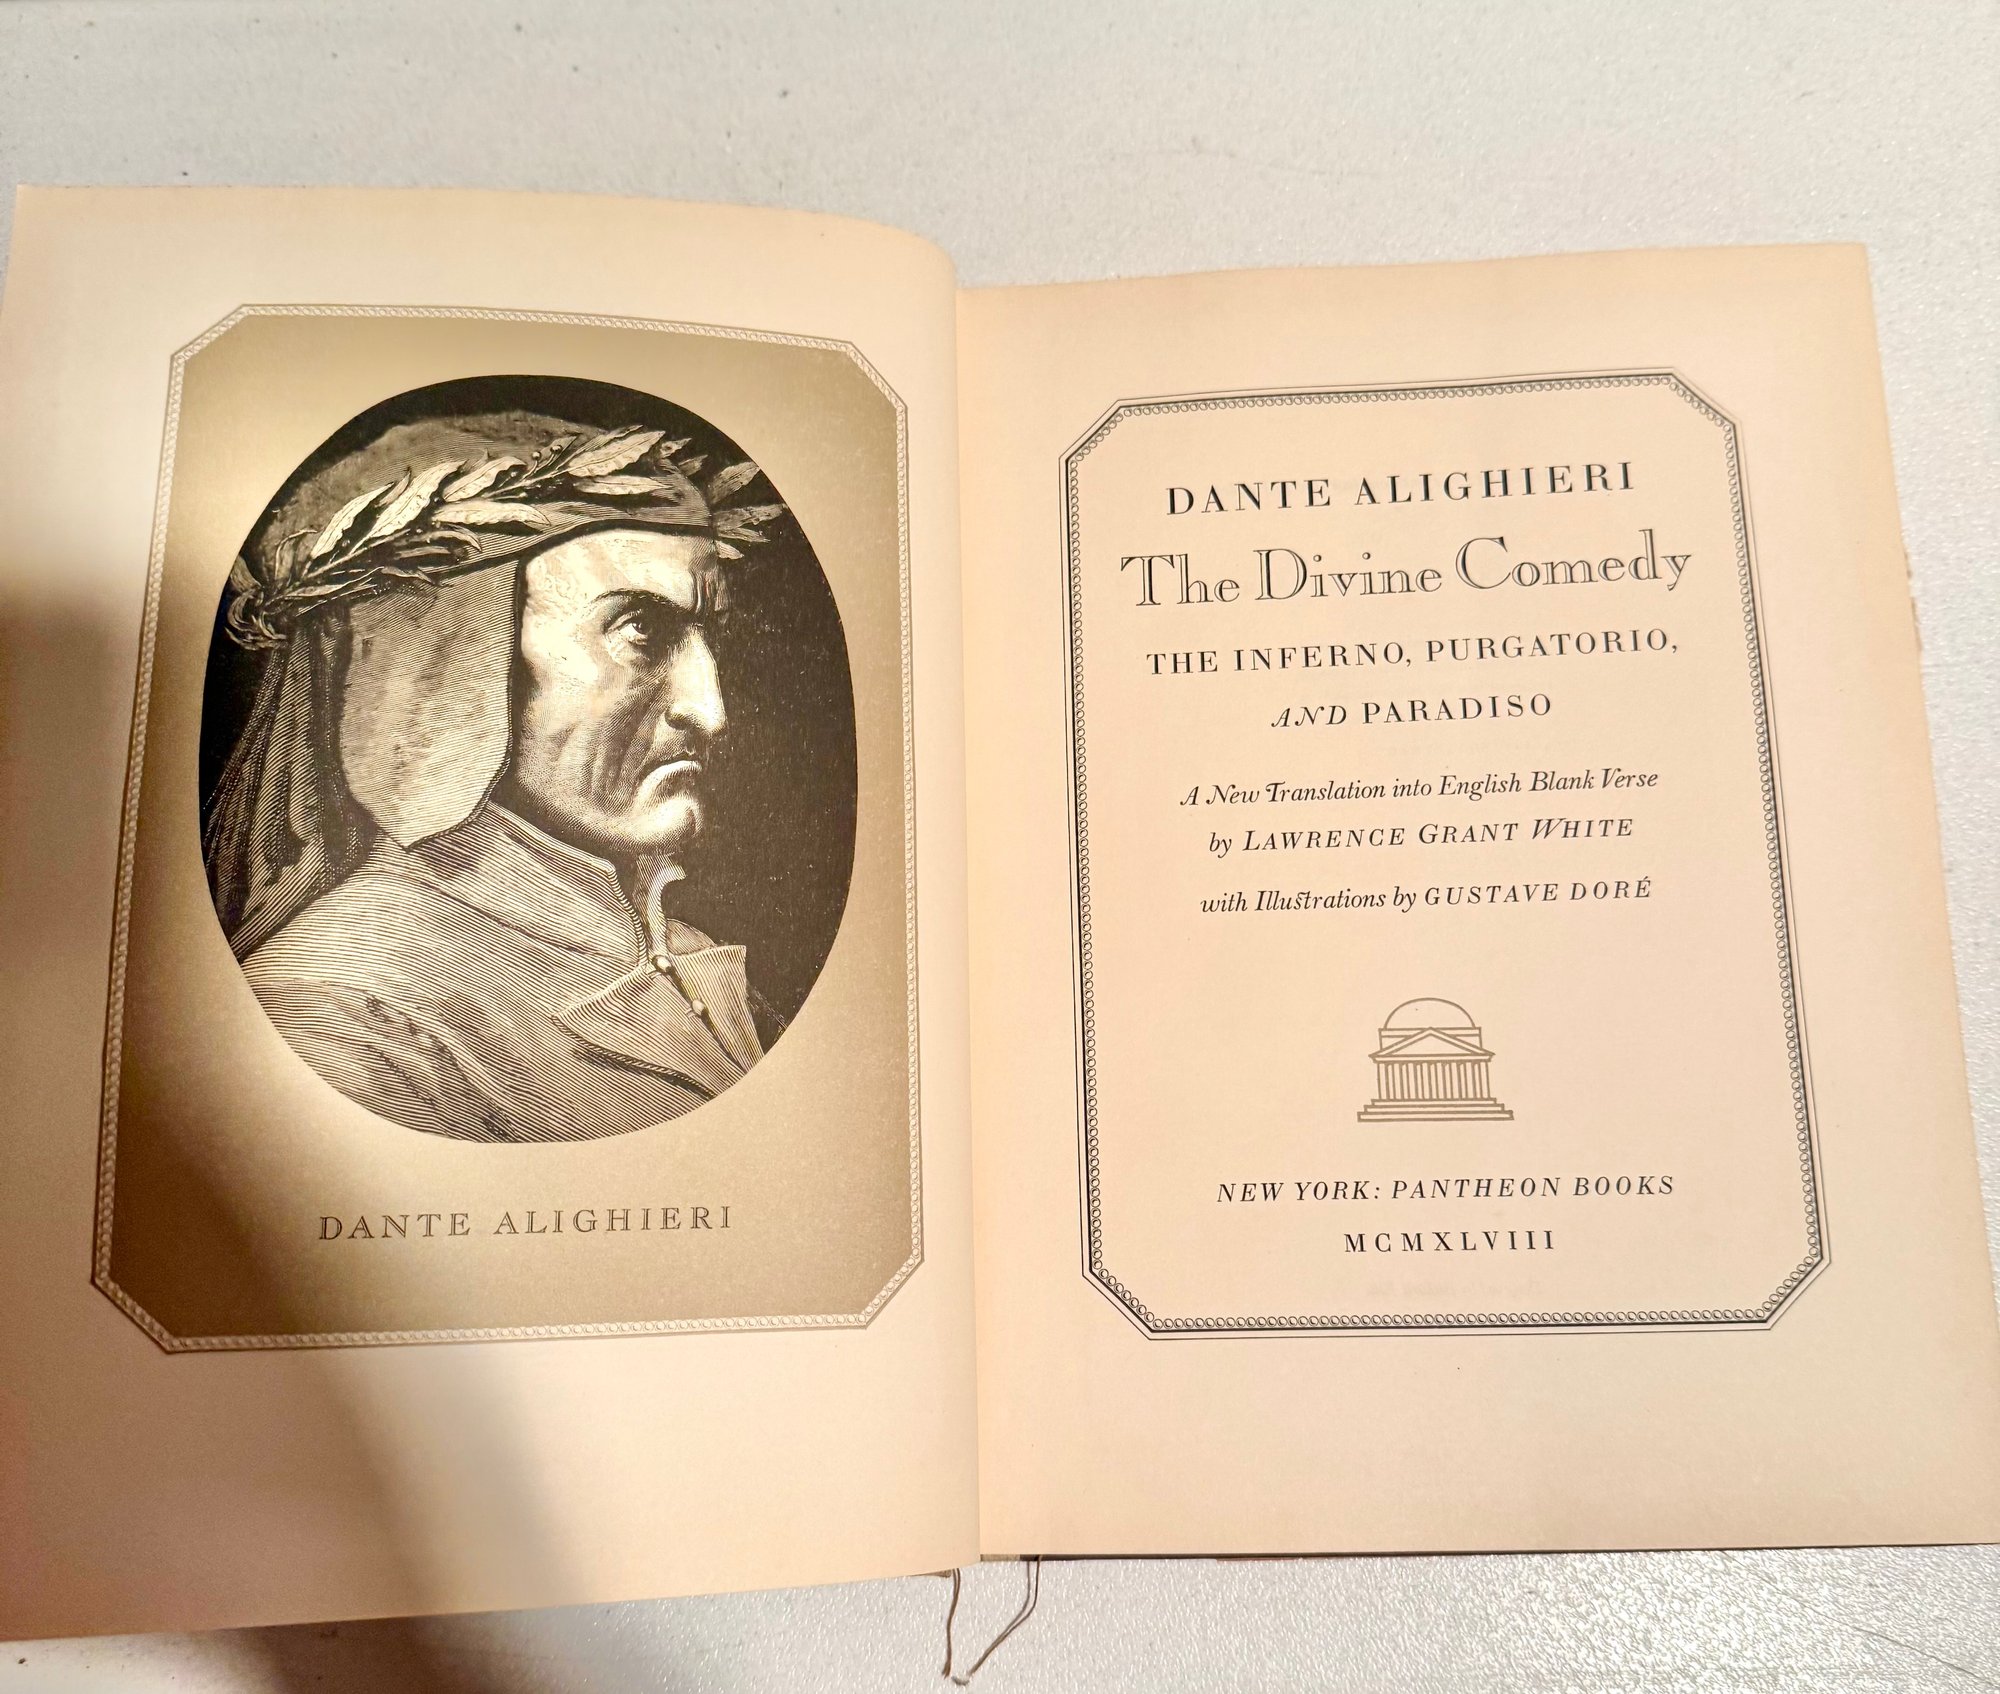 DANTE ALIGHIERI
DANTE ALIGHIERI
The Divine Comedy
THE INFERNO, PURGATORIO,
AND PARADISO
A New Translation into English Blank Verse
by LAWRENCE GRANT WHITE
with Illustrations by GUSTAVE DORÉ
NEW YORK: PANTHEON BOOKS
MCMXLVIII